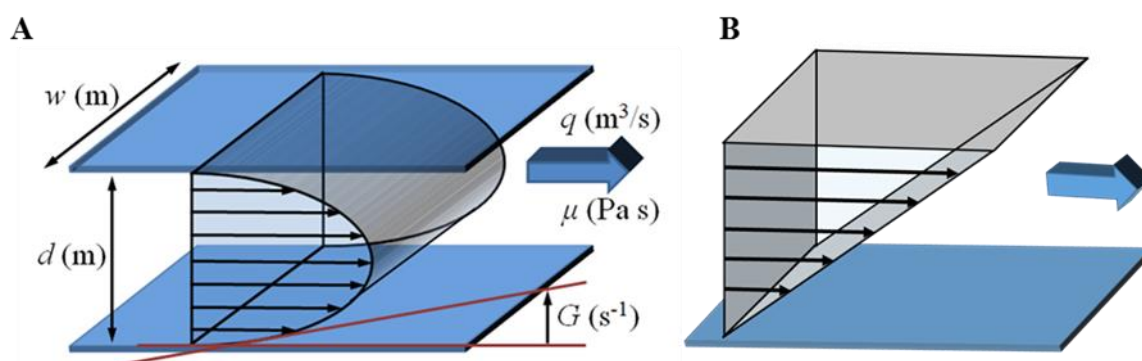 A
B
w (m)
q (m³/s)
μ (Pa s)
d (m)
G (s⁻¹)